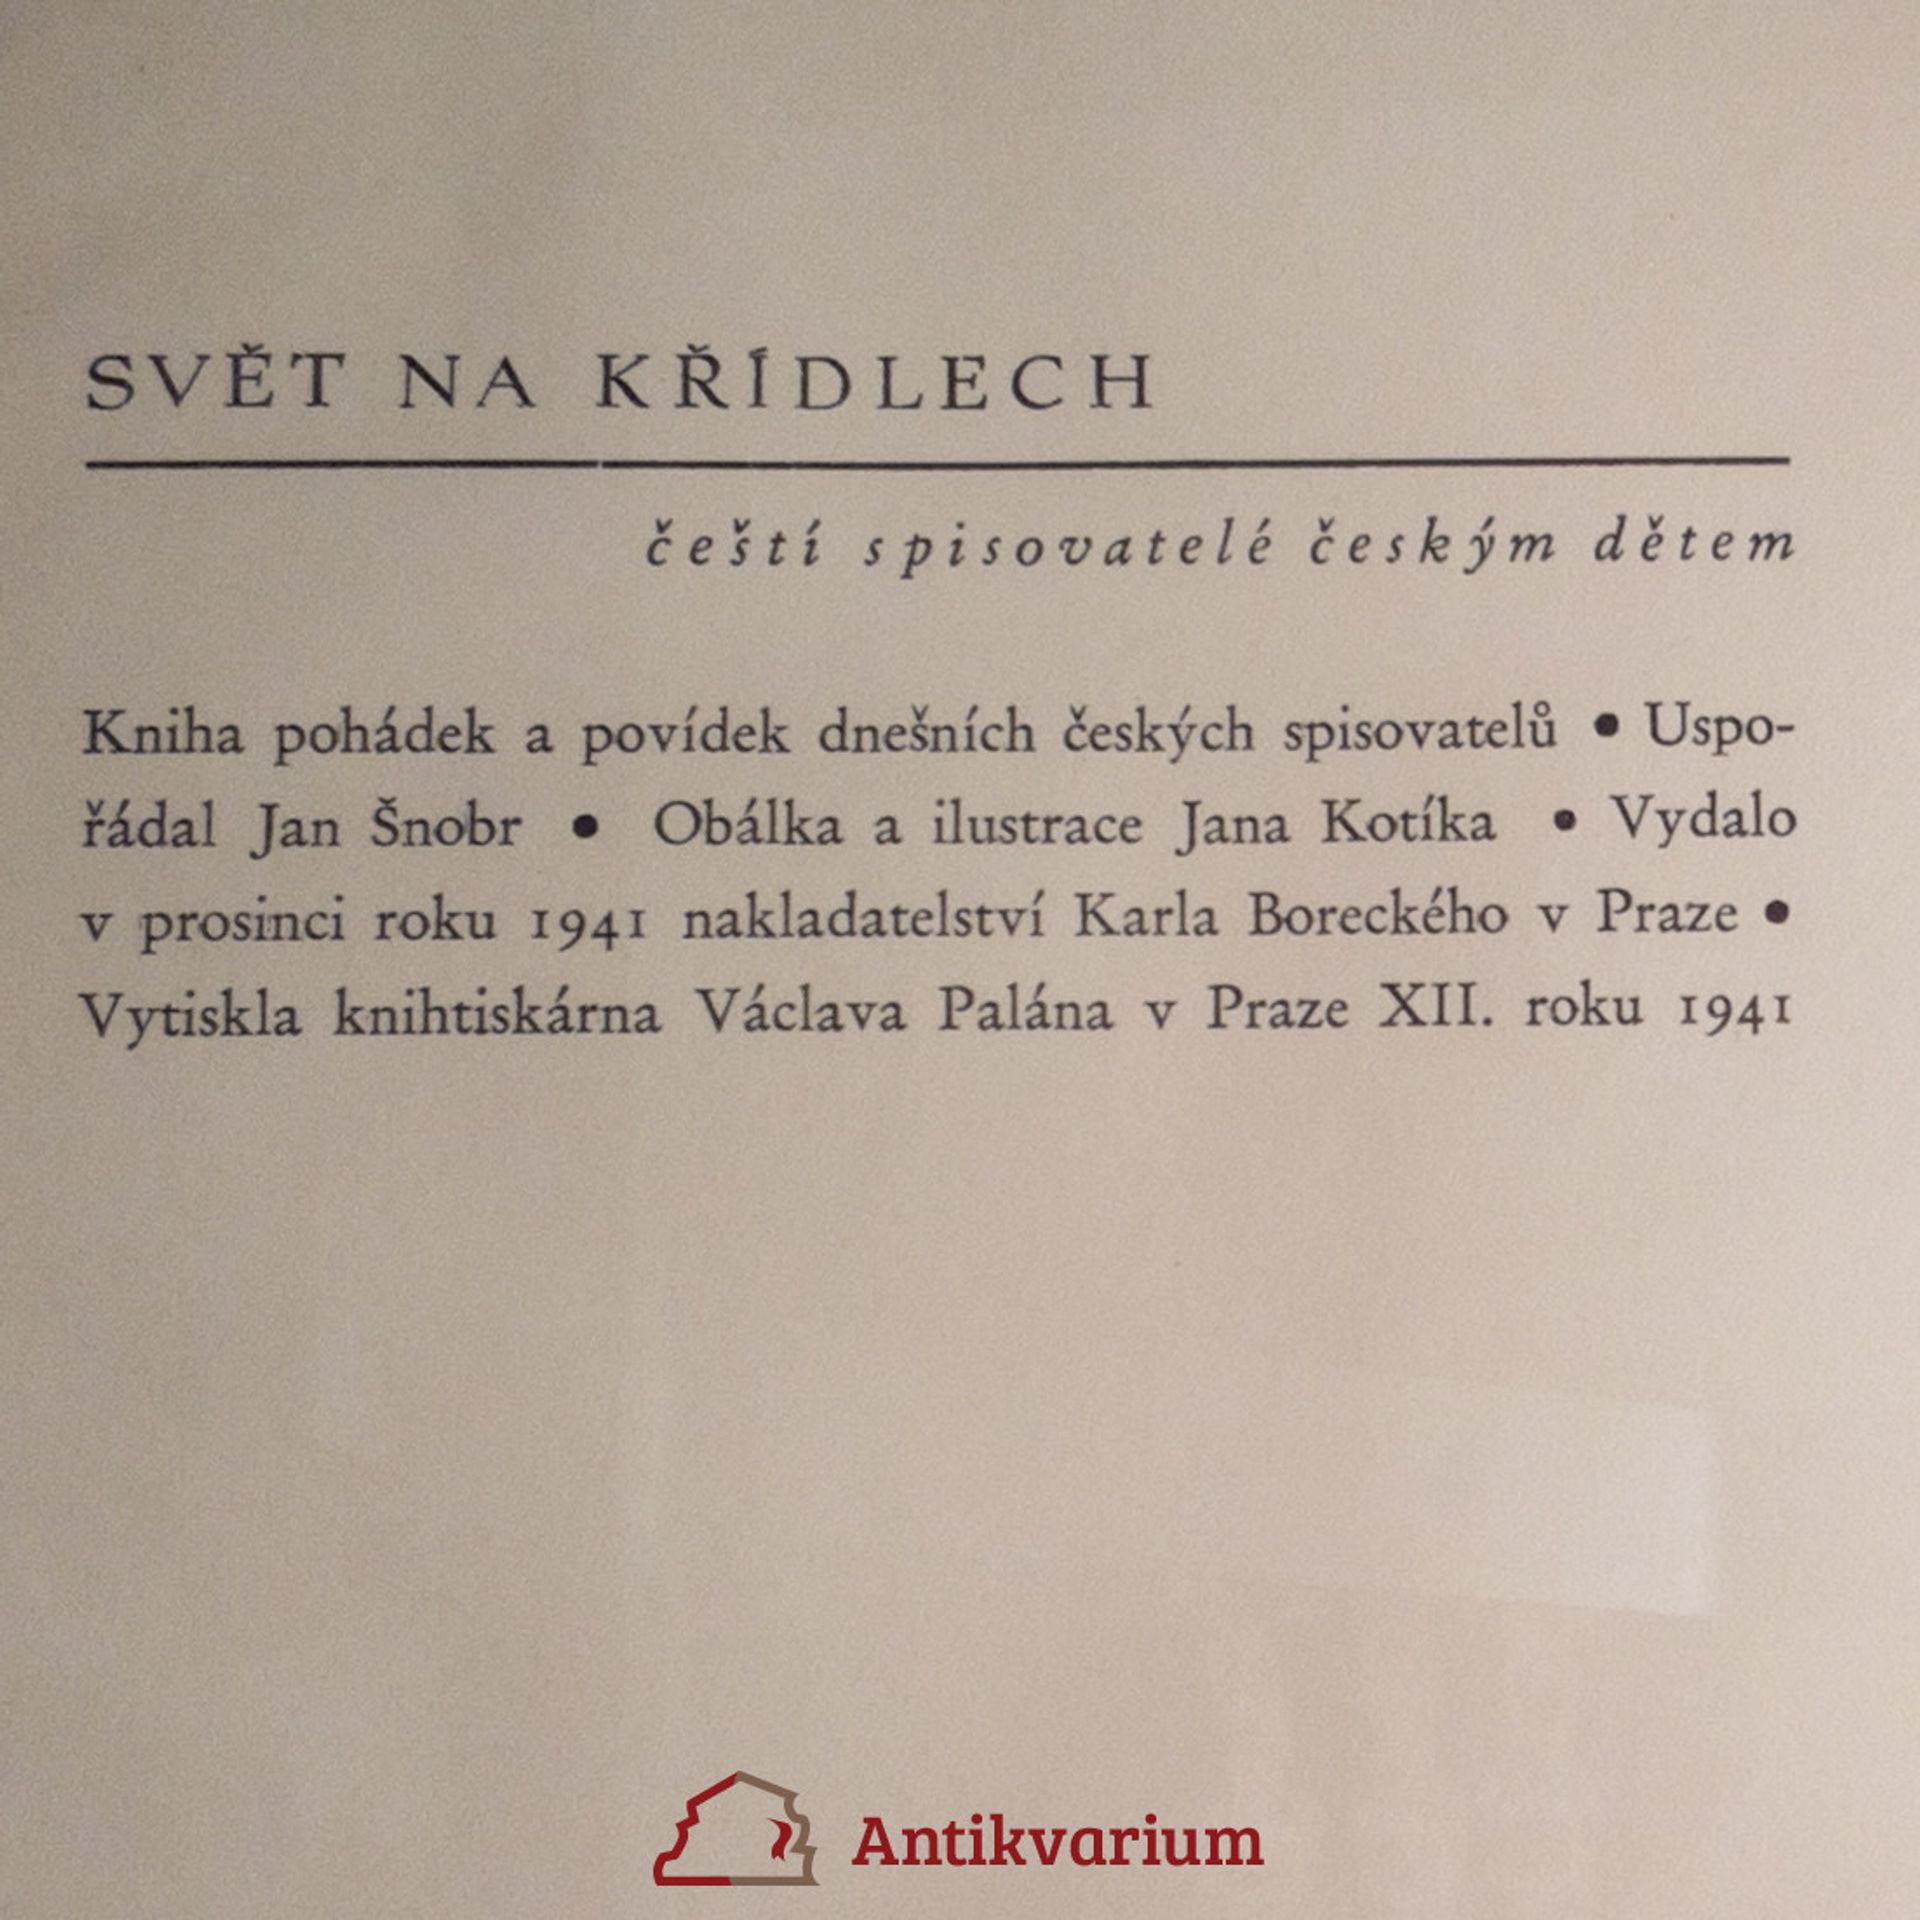 SVĚT NA KŘÍDLECH
čeští spisovatelé českým dětem
Kniha pohádek a povídek dnešních českých spisovatelů • Uspo-
řádal Jan Šnobr • Obálka a ilustrace Jana Kotíka • Vydalo
v prosinci roku 1941 nakladatelství Karla Boreckého v Praze •
Vytiskla knihtiskárna Václava Palána v Praze XII. roku 1941
Antikvarium